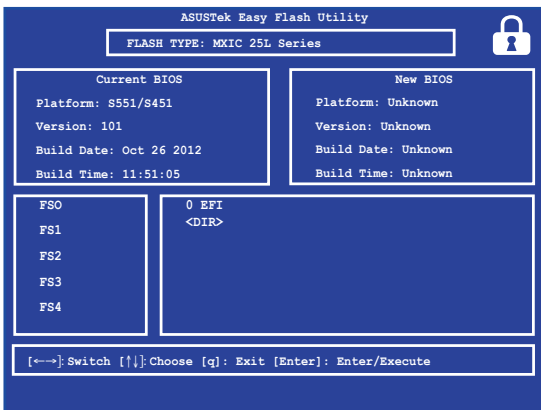 ASUSTek Easy Flash Utility
FLASH TYPE: MXIC 25L Series
Current BIOS
Platform: S551/S451
Version: 101
Build Date: Oct 26 2012
Build Time: 11:51:05
New BIOS
Platform: Unknown
Version: Unknown
Build Date: Unknown
Build Time: Unknown
FSO
FS1
FS2
FS3
FS4
0 EFI
<DIR>
[←→]: Switch [↑↓]: Choose [q]: Exit [Enter]: Enter/Execute